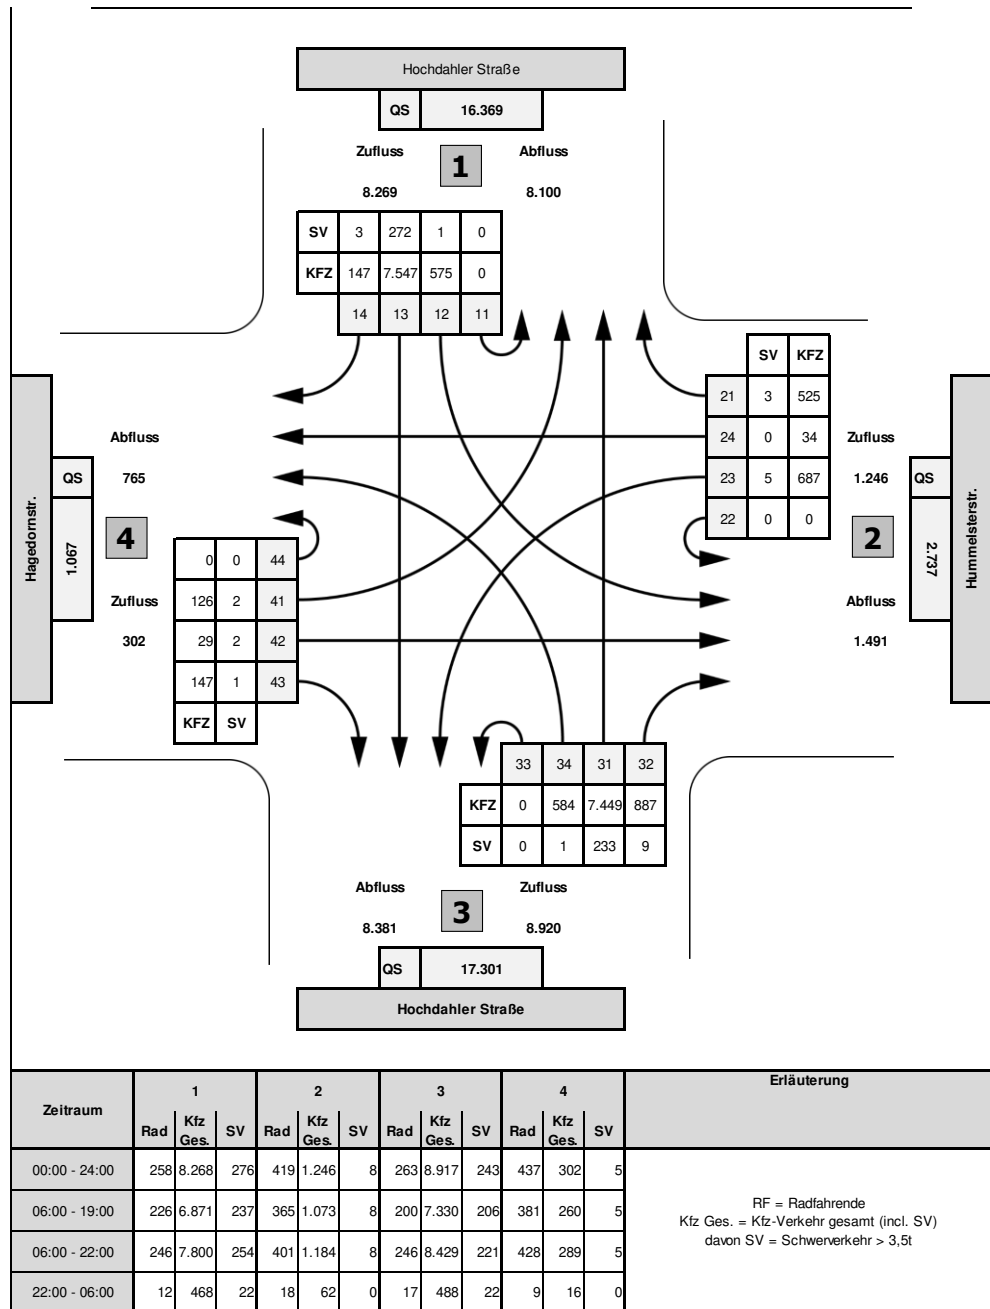 Hochdahler Straße
QS 16.369
Zufluss 1 Abfluss
8.269 8.100
SV 3 272 1 0
KFZ 147 7.547 575 0
14 13 12 11
SV KFZ
21 3 525
24 0 34
23 5 687
22 0 0
Zufluss
1.246
QS
2.737
2
Abfluss
1.491
Hummelsterstr.
Hagedornstr.
QS
1.067
Abfluss
765
4
Zufluss
302
0 0 44
126 2 41
29 2 42
147 1 43
KFZ SV
33 34 31 32
KFZ 0 584 7.449 887
SV 0 1 233 9
Abfluss 3 Zufluss
8.381 8.920
QS 17.301
Hochdahler Straße
Zeitraum 1 2 3 4 Erläuterung
Rad Kfz Ges. SV Rad Kfz Ges. SV Rad Kfz Ges. SV Rad Kfz Ges. SV
00:00 - 24:00 258 8.268 276 419 1.246 8 263 8.917 243 437 302 5
06:00 - 19:00 226 6.871 237 365 1.073 8 200 7.330 206 381 260 5
06:00 - 22:00 246 7.800 254 401 1.184 8 246 8.429 221 428 289 5
22:00 - 06:00 12 468 22 18 62 0 17 488 22 9 16 0
RF = Radfahrende
Kfz Ges. = Kfz-Verkehr gesamt (incl. SV)
davon SV = Schwerverkehr > 3,5t